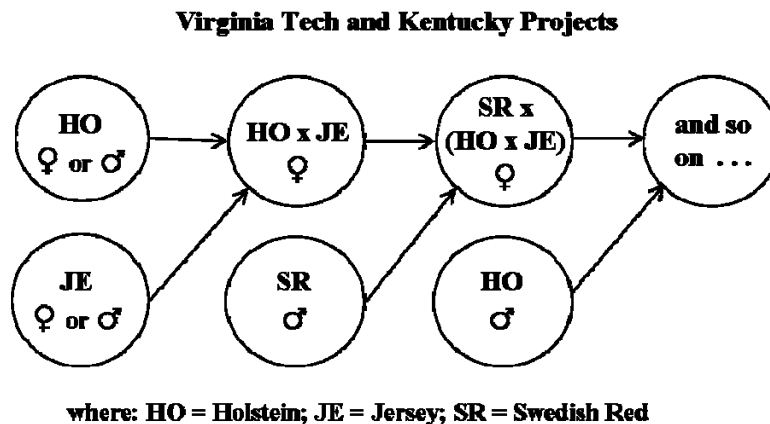 Virginia Tech and Kentucky Projects
HO
♀ or ♂
HO x JE
♀
SR x
(HO x JE)
♀
and so
on ...
JE
♀ or ♂
SR
♂
HO
♂
where: HO = Holstein; JE = Jersey; SR = Swedish Red